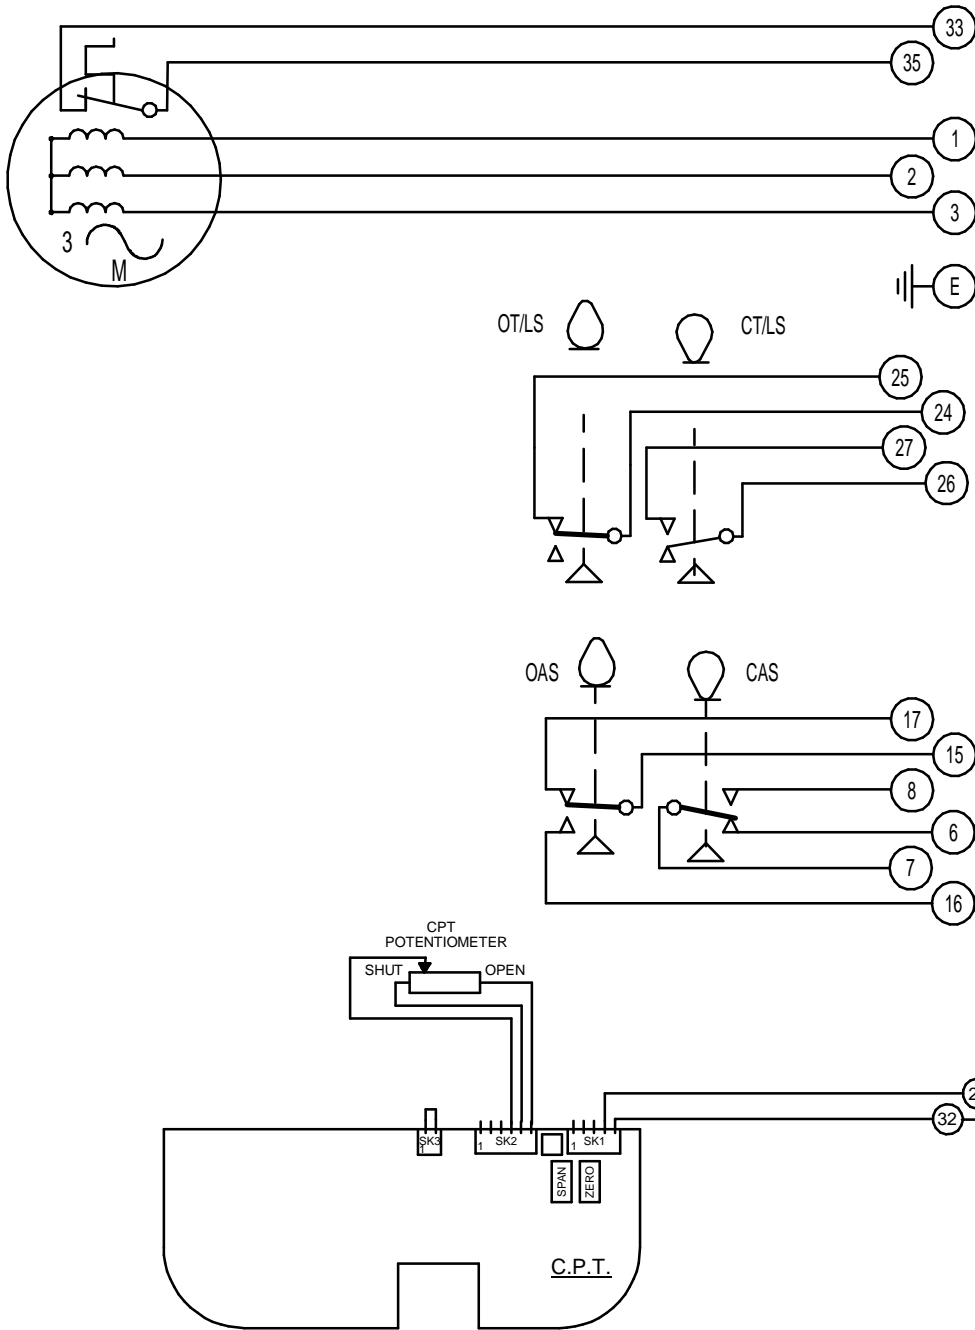 33
35
1
2
3
3
M
E
OT/LS
CT/LS
25
24
27
26
OAS
CAS
17
15
8
6
7
16
CPT
POTENTIOMETER
SHUT
OPEN
32
SK3
1
SK2
1
SK1
1
SPAN
ZERO
C.P.T.